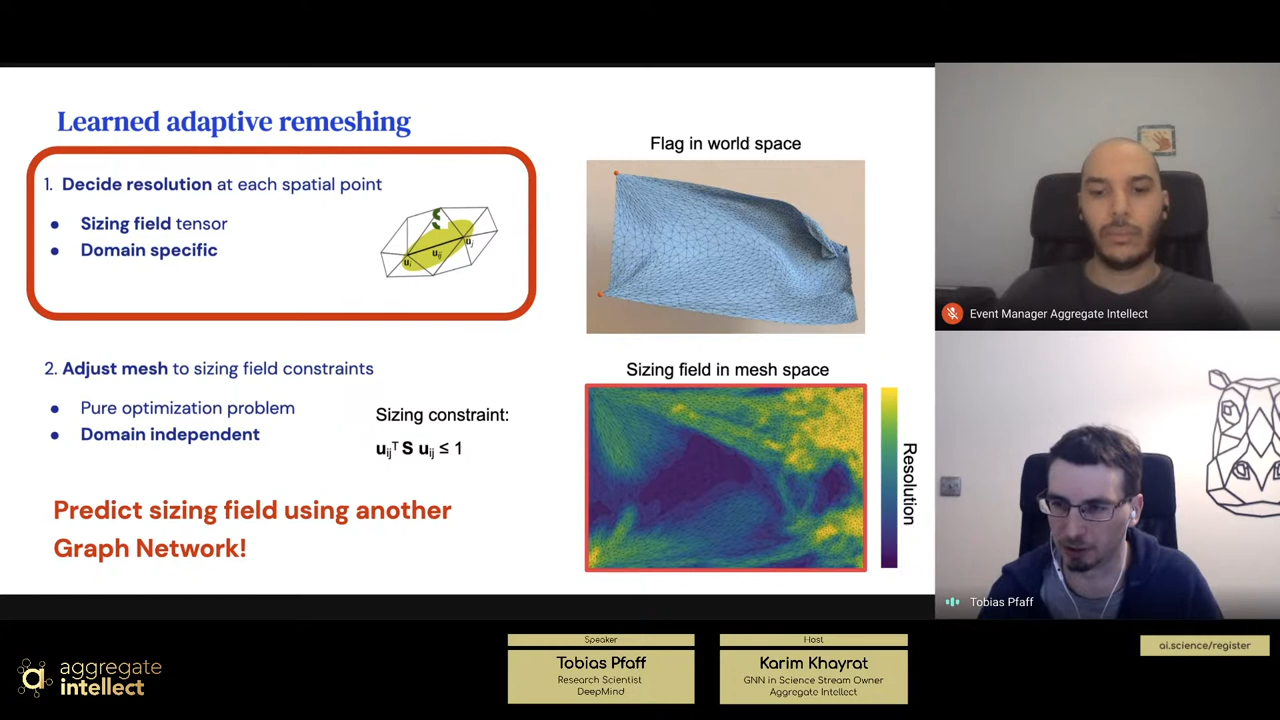 Learned adaptive remeshing
1. Decide resolution at each spatial point
● Sizing field tensor
● Domain specific
S
uᵢ
uᵢⱼ
uⱼ
2. Adjust mesh to sizing field constraints
● Pure optimization problem
● Domain independent
Sizing constraint:
uᵢⱼᵀ S uᵢⱼ ≤ 1
Predict sizing field using another
Graph Network!
Flag in world space
Sizing field in mesh space
Resolution
Event Manager Aggregate Intellect
Tobias Pfaff
aggregate
intellect
Speaker
Tobias Pfaff
Research Scientist
DeepMind
Host
Karim Khayrat
GNN in Science Stream Owner
Aggregate Intellect
ai.science/register